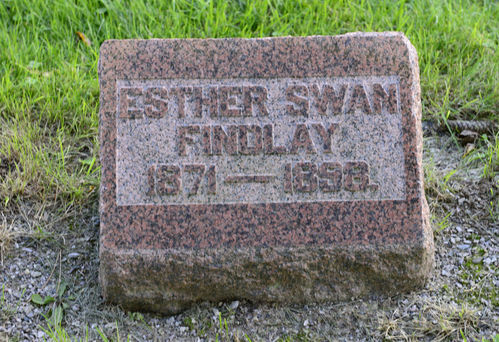 ESTHER SWAN
FINDLAY
1871 — 1898.